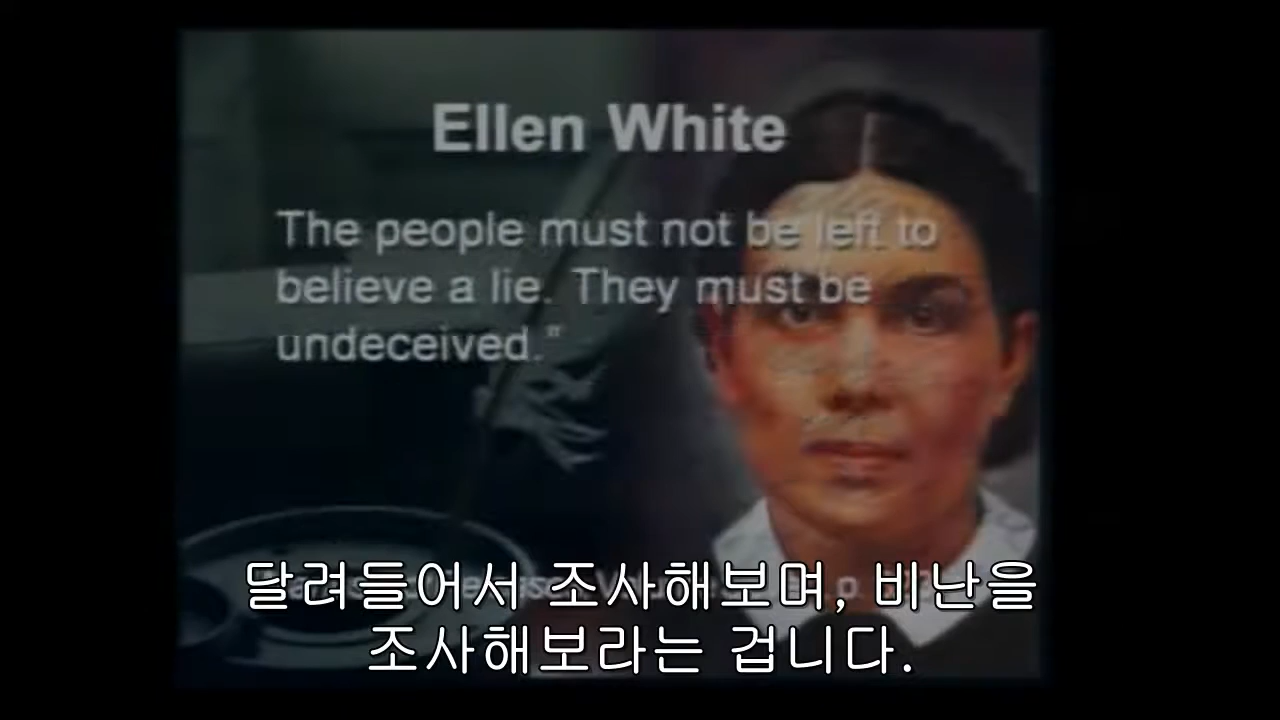 Ellen White
The people must not be left to
believe a lie. They must be
undeceived."
달려들어서 조사해보며, 비난을
조사해보라는 겁니다.